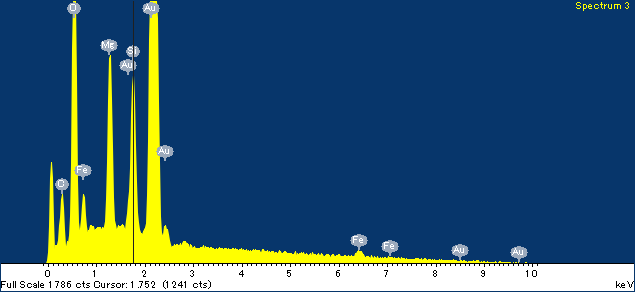 Spectrum 3
O Au
Mg Si
Au
Au
Fe
Fe
Fe
Au
Au
0 1 2 3 4 5 6 7 8 9 10
Full Scale 1786 cts Cursor: 1.752 (1241 cts) keV